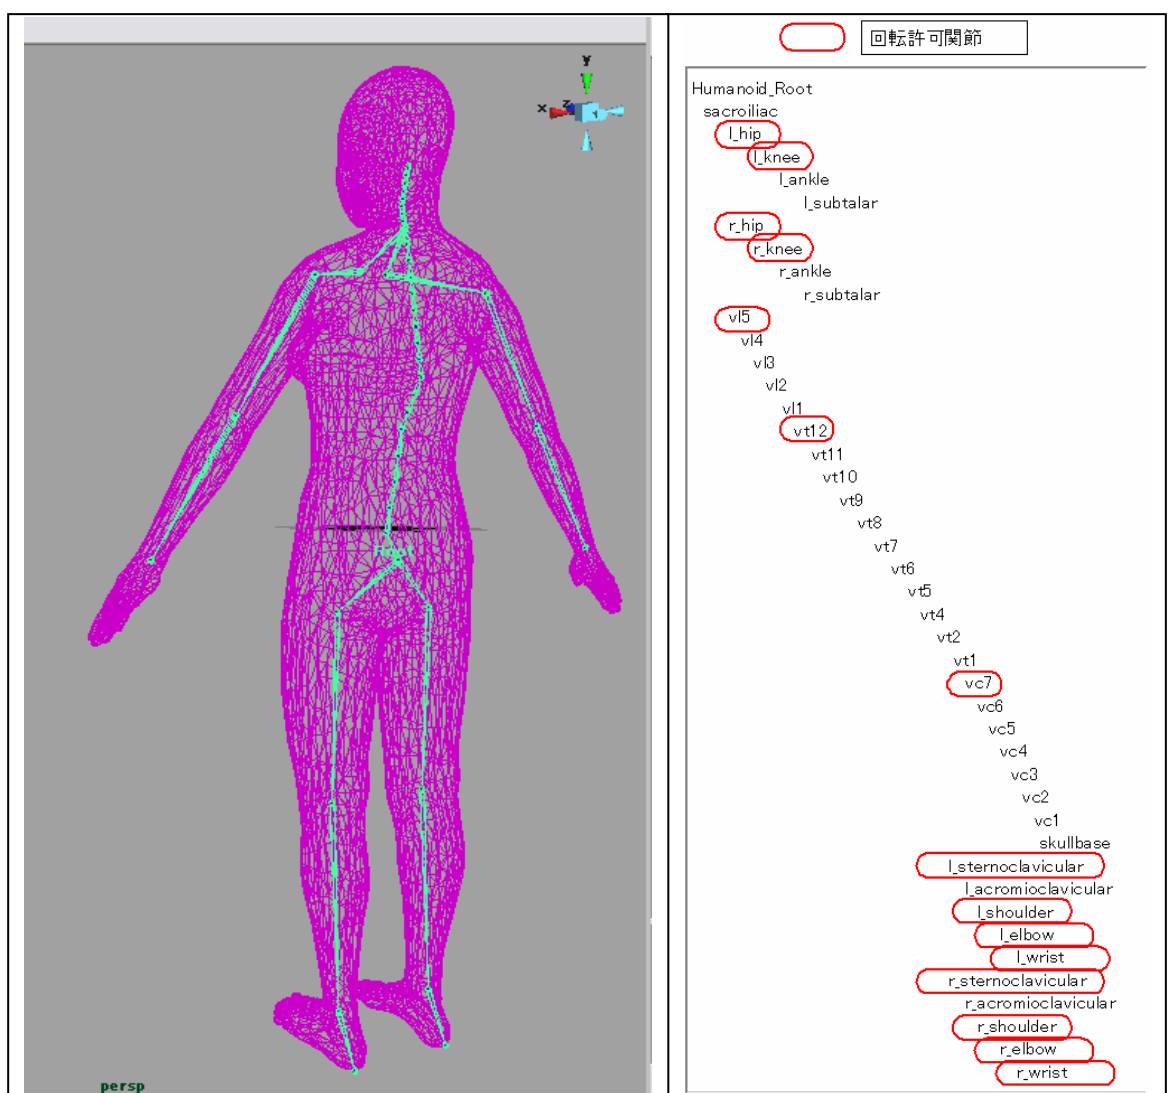 Y
X
Z
Root
persp
回転許可関節
Humanoid_Root
sacroiliac
l_hip
l_knee
l_ankle
l_subtalar
r_hip
r_knee
r_ankle
r_subtalar
vl5
vl4
vl3
vl2
vl1
vt12
vt11
vt10
vt9
vt8
vt7
vt6
vt5
vt4
vt2
vt1
vc7
vc6
vc5
vc4
vc3
vc2
vc1
skullbase
l_sternoclavicular
l_acromioclavicular
l_shoulder
l_elbow
l_wrist
r_sternoclavicular
r_acromioclavicular
r_shoulder
r_elbow
r_wrist